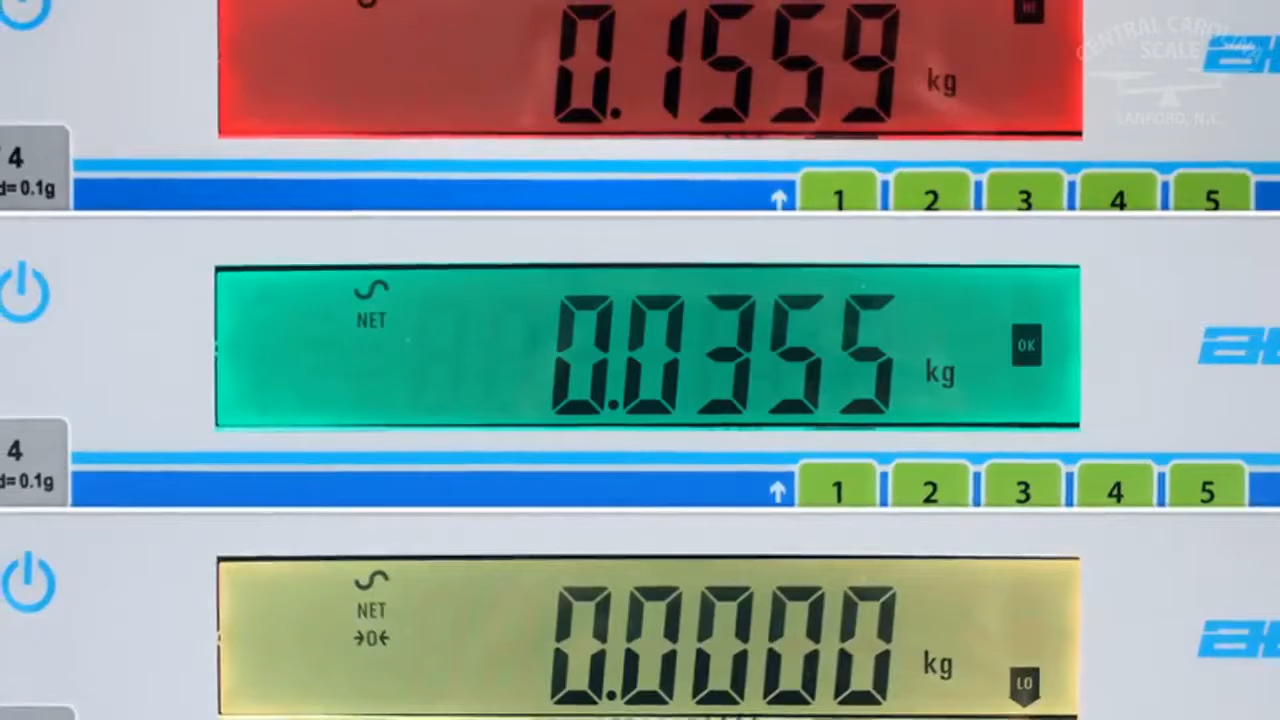 HI
0.1559 kg
CENTRAL CAROLINA
SCALE
SANFORD, N.C.
4
d=0.1g
1 2 3 4 5
NET
0.0355 kg
OK
4
d=0.1g
1 2 3 4 5
NET
→0←
0.0000 kg
LO